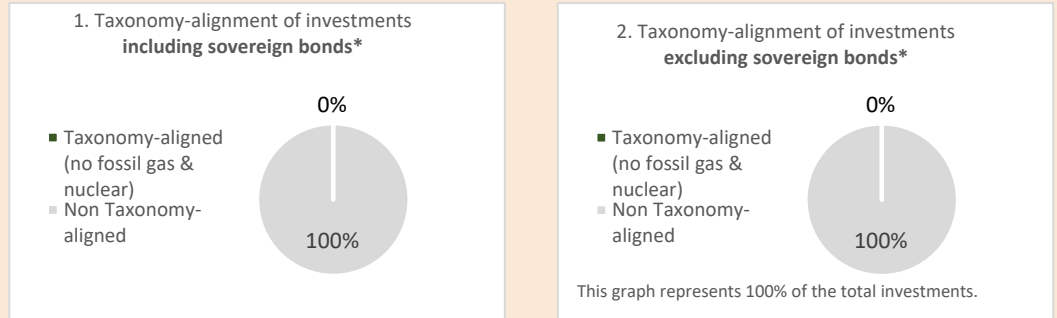 1. Taxonomy-alignment of investments
including sovereign bonds*
0%
Taxonomy-aligned
(no fossil gas &
nuclear)
Non Taxonomy-
aligned
100%
2. Taxonomy-alignment of investments
excluding sovereign bonds*
0%
Taxonomy-aligned
(no fossil gas &
nuclear)
Non Taxonomy-
aligned
100%
This graph represents 100% of the total investments.